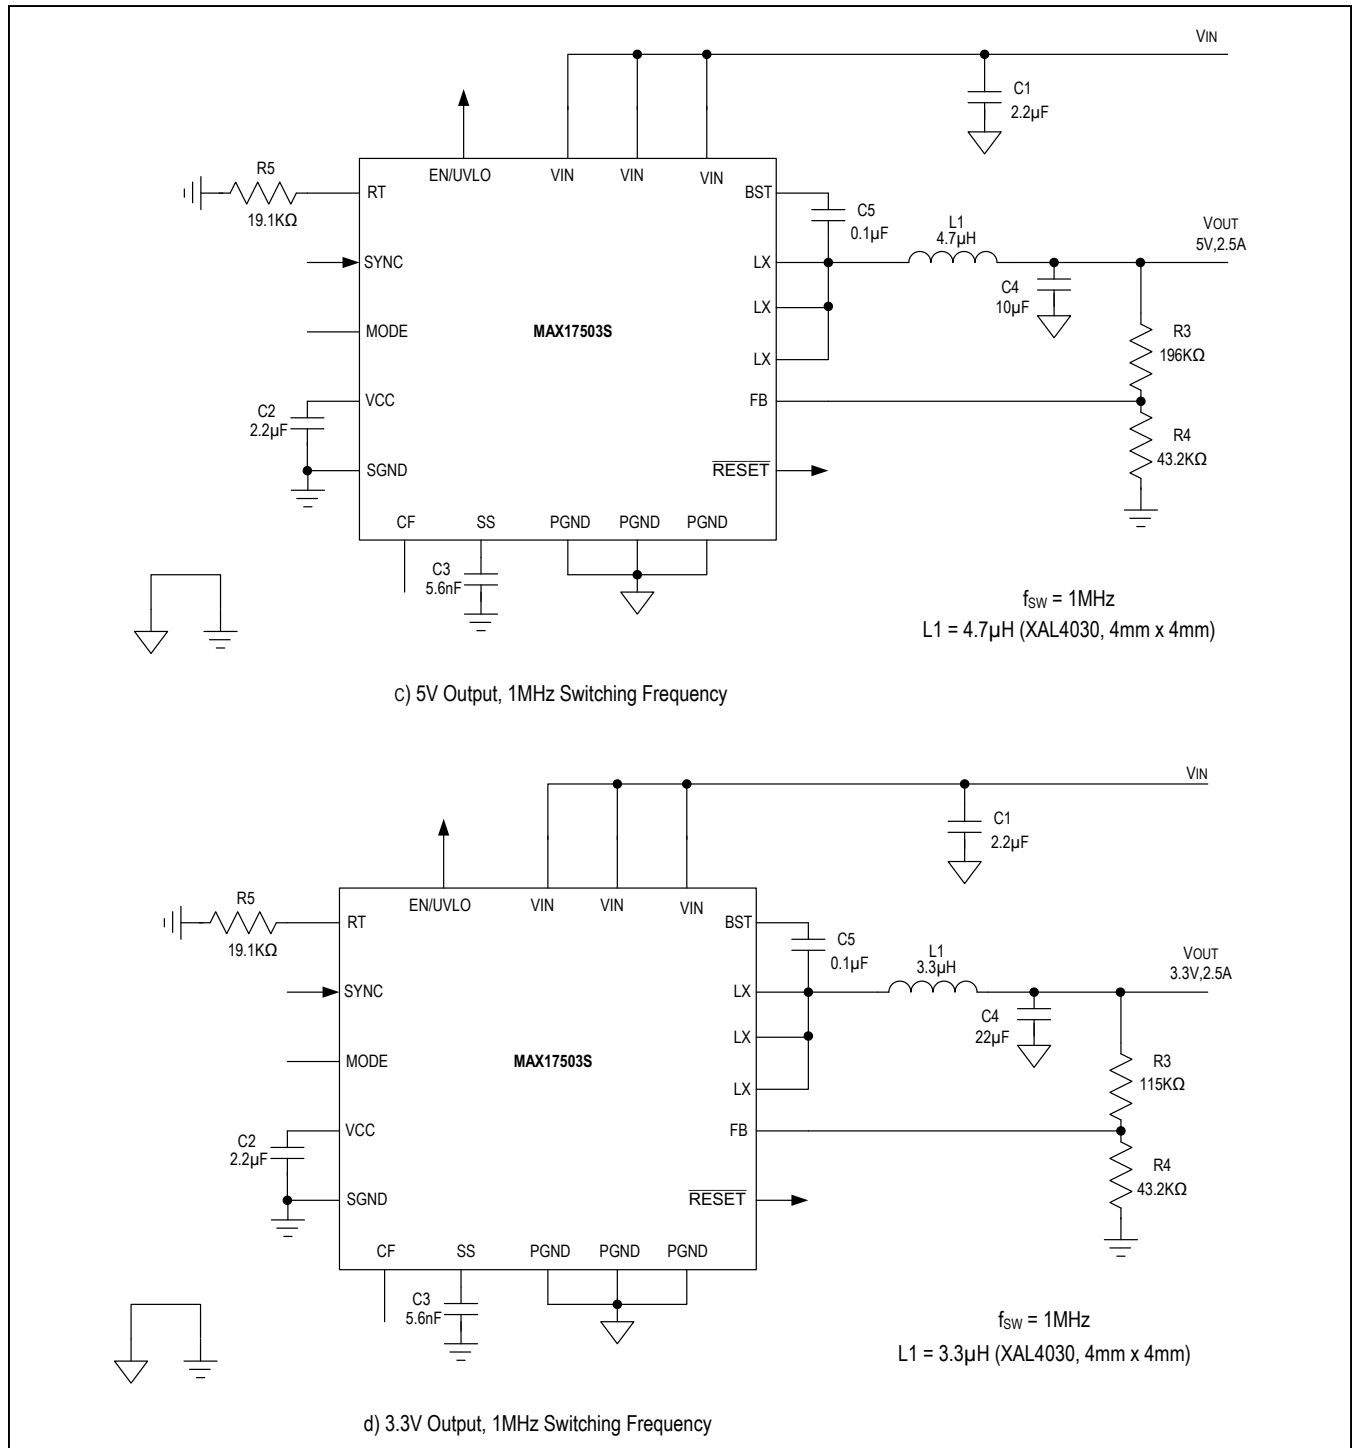 VIN
C1
2.2µF
R5
19.1KΩ
EN/UVLO
VIN
VIN
VIN
RT
BST
C5
0.1µF
L1
4.7µH
VOUT
5V,2.5A
SYNC
LX
C4
10µF
LX
MODE
MAX17503S
R3
196KΩ
LX
VCC
FB
C2
2.2µF
R4
43.2KΩ
SGND
RESET
CF
SS
PGND
PGND
PGND
C3
5.6nF
fSW = 1MHz
L1 = 4.7µH (XAL4030, 4mm x 4mm)
c) 5V Output, 1MHz Switching Frequency
VIN
C1
2.2µF
R5
19.1KΩ
EN/UVLO
VIN
VIN
VIN
RT
BST
C5
0.1µF
L1
3.3µH
VOUT
3.3V,2.5A
SYNC
LX
C4
22µF
LX
MODE
MAX17503S
R3
115KΩ
LX
VCC
FB
C2
2.2µF
R4
43.2KΩ
SGND
RESET
CF
SS
PGND
PGND
PGND
C3
5.6nF
fSW = 1MHz
L1 = 3.3µH (XAL4030, 4mm x 4mm)
d) 3.3V Output, 1MHz Switching Frequency